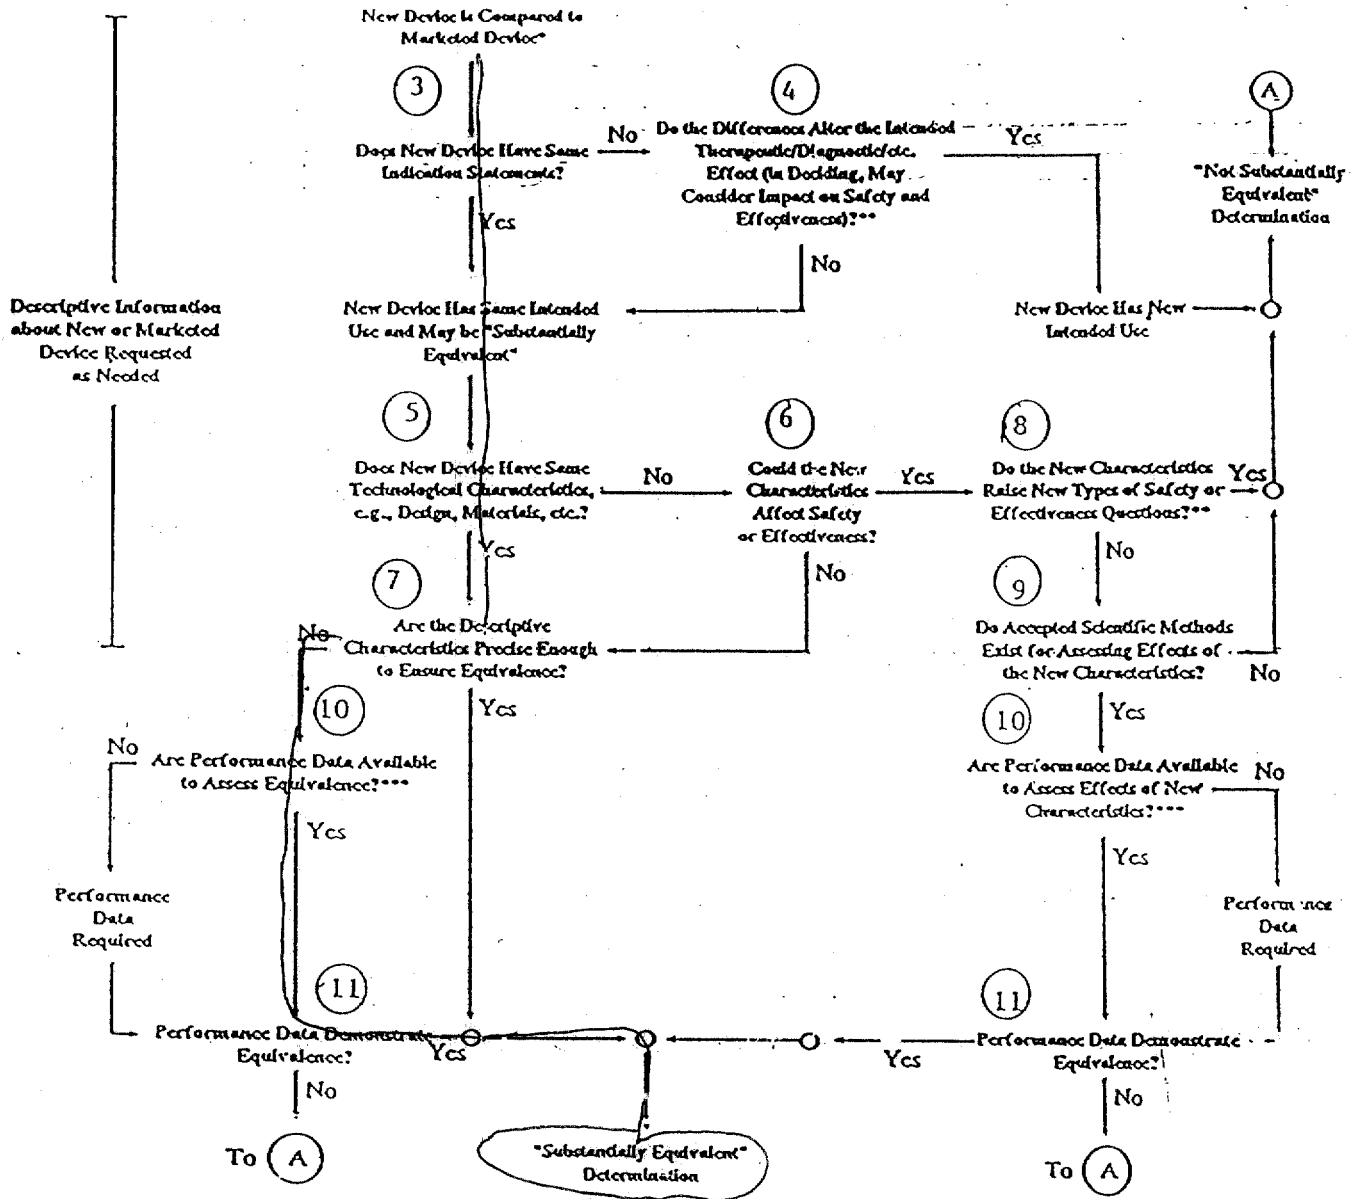 New Device is Compared to
Marketed Device*
3
4
A
Does New Device Have Same
Indication Statements?
No
Do the Differences Alter the Intended
Therapeutic/Diagnostic/etc.
Effect (in Deciding, May
Consider Impact on Safety and
Effectiveness)?**
Yes
"Not Substantially
Equivalent"
Determination
Yes
No
Descriptive Information
about New or Marketed
Device Requested
as Needed
New Device Has Same Intended
Use and May be "Substantially
Equivalent"
New Device Has New
Intended Use
5
6
8
Does New Device Have Same
Technological Characteristics,
e.g., Design, Materials, etc.?
No
Could the New
Characteristics
Affect Safety
or Effectiveness?
Yes
Do the New Characteristics
Raise New Types of Safety or
Effectiveness Questions?**
Yes
Yes
No
No
7
9
No
Are the Descriptive
Characteristics Precise Enough
to Ensure Equivalence?
Do Accepted Scientific Methods
Exist for Assessing Effects of
the New Characteristics?
No
10
Yes
10
Yes
No
Are Performance Data Available
to Assess Equivalence?***
Are Performance Data Available
to Assess Effects of New
Characteristics?***
No
Yes
Yes
Performance
Data
Required
Performance
Data
Required
11
11
Performance Data Demonstrate
Equivalence?
Yes
Yes
Performance Data Demonstrate
Equivalence?
No
No
To A
"Substantially Equivalent"
Determination
To A